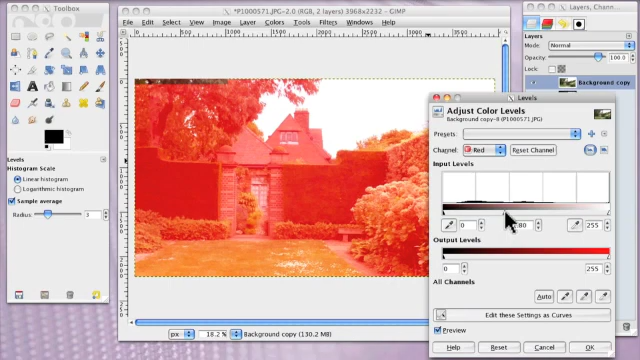 Toolbox
Levels
Histogram Scale
Linear histogram
Logarithmic histogram
Sample average
Radius: 3
*P1000571.JPG-2.0 (RGB, 2 layers) 3968x2232 – GIMP
File Edit Select View Image Layer Colors Tools Filters Windows Help
px 18.2% Background copy (130.2 MB)
Layers, Chann...
Layers
Mode: Normal
Opacity: 100.0
Lock:
Background copy
Levels
Adjust Color Levels
Background copy-8 (P1000571.JPG)
Presets:
Channel: Red Reset Channel
Input Levels
0 255
Output Levels
0 255
All Channels
Auto
Edit these Settings as Curves
Preview
Help Reset Cancel OK